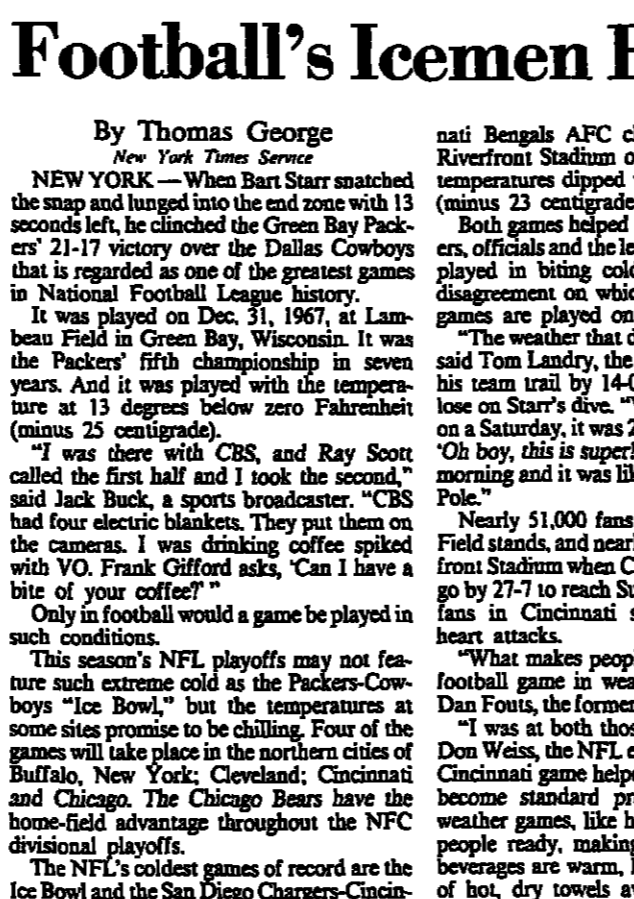 Football's Icemen
By Thomas George
New York Times Service
NEW YORK — When Bart Starr snatched
the snap and lunged into the end zone with 13
seconds left, he clinched the Green Bay Pack-
ers' 21-17 victory over the Dallas Cowboys
that is regarded as one of the greatest games
in National Football League history.
It was played on Dec. 31, 1967, at Lam-
beau Field in Green Bay, Wisconsin. It was
the Packers' fifth championship in seven
years. And it was played with the tempera-
ture at 13 degrees below zero Fahrenheit
(minus 25 centigrade).
"I was there with CBS, and Ray Scott
called the first half and I took the second,"
said Jack Buck, a sports broadcaster. "CBS
had four electric blankets. They put them on
the cameras. I was drinking coffee spiked
with VO. Frank Gifford asks, 'Can I have a
bite of your coffee?' "
Only in football would a game be played in
such conditions.
This season's NFL playoffs may not fea-
ture such extreme cold as the Packers-Cow-
boys "Ice Bowl," but the temperatures at
some sites promise to be chilling. Four of the
games will take place in the northern cities of
Buffalo, New York; Cleveland; Cincinnati
and Chicago. The Chicago Bears have the
home-field advantage throughout the NFC
divisional playoffs.
The NFL's coldest games of record are the
Ice Bowl and the San Diego Chargers-Cincin-
nati Bengals AFC
Riverfront Stadium
temperatures dipped
(minus 23 centigrade
Both games helped
ers, officials and the
played in biting
disagreement on
games are played on
"The weather that
said Tom Landry, the
his team trail by
lose on Starr's dive.
on a Saturday, it was
'Oh boy, this is super!
morning and it was
Pole."
Nearly 51,000 fans
Field stands, and
front Stadium when
go by 27-7 to reach
fans in Cincinnati
heart attacks.
"What makes
football game in
Dan Fouts, the former
"I was at both
Don Weiss, the NFL
Cincinnati game
become standard
weather games, like
people ready, making
beverages are warm,
of hot, dry towels